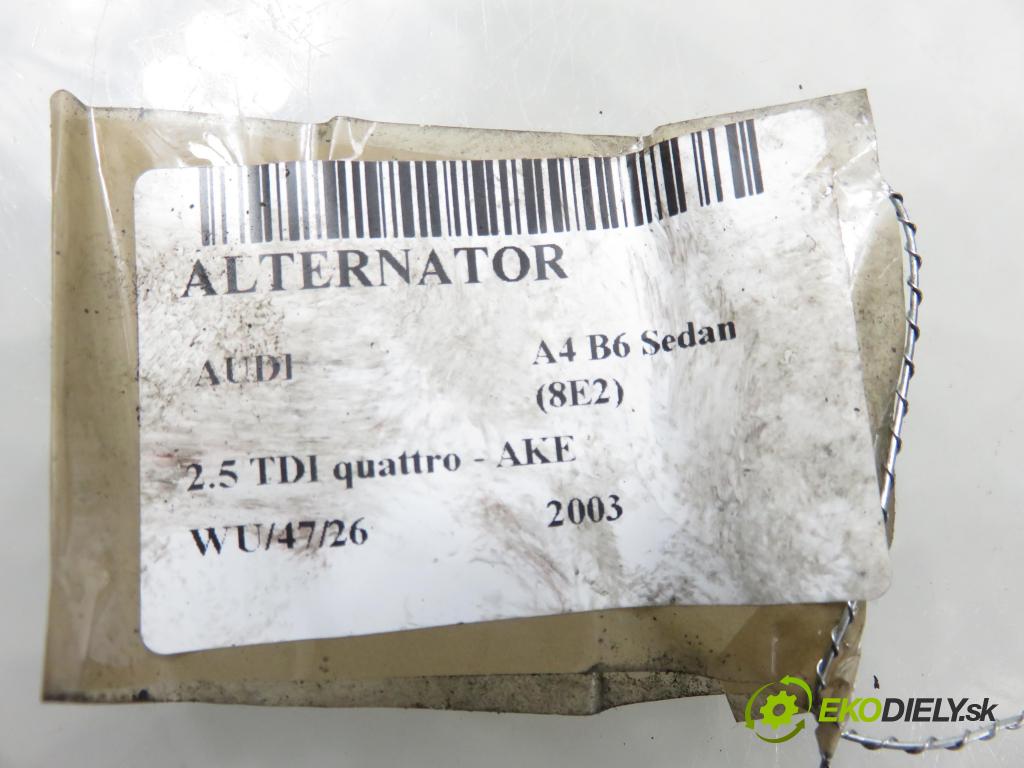 ALTERNATOR
AUDI A4 B6 Sedan
(8E2)
2.5 TDI quattro - AKE
WU/47/26 2003
EKODIELY.sk